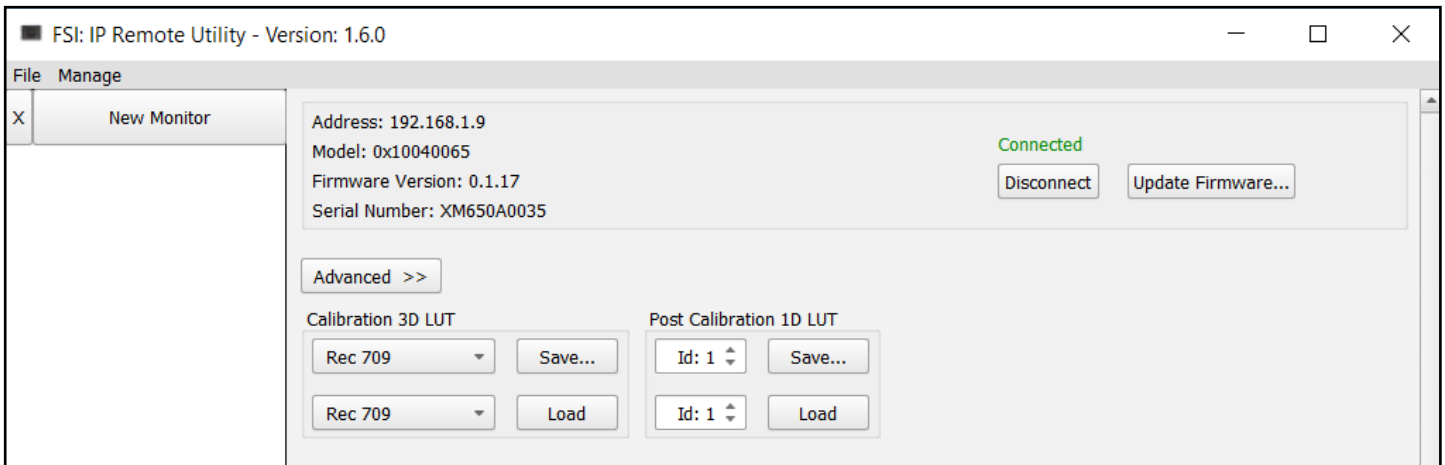 FSI: IP Remote Utility - Version: 1.6.0
File Manage
X New Monitor
Address: 192.168.1.9
Model: 0x10040065
Firmware Version: 0.1.17
Serial Number: XM650A0035
Connected
Disconnect Update Firmware...
Advanced >>
Calibration 3D LUT Post Calibration 1D LUT
Rec 709 Save... Id: 1 Save...
Rec 709 Load Id: 1 Load